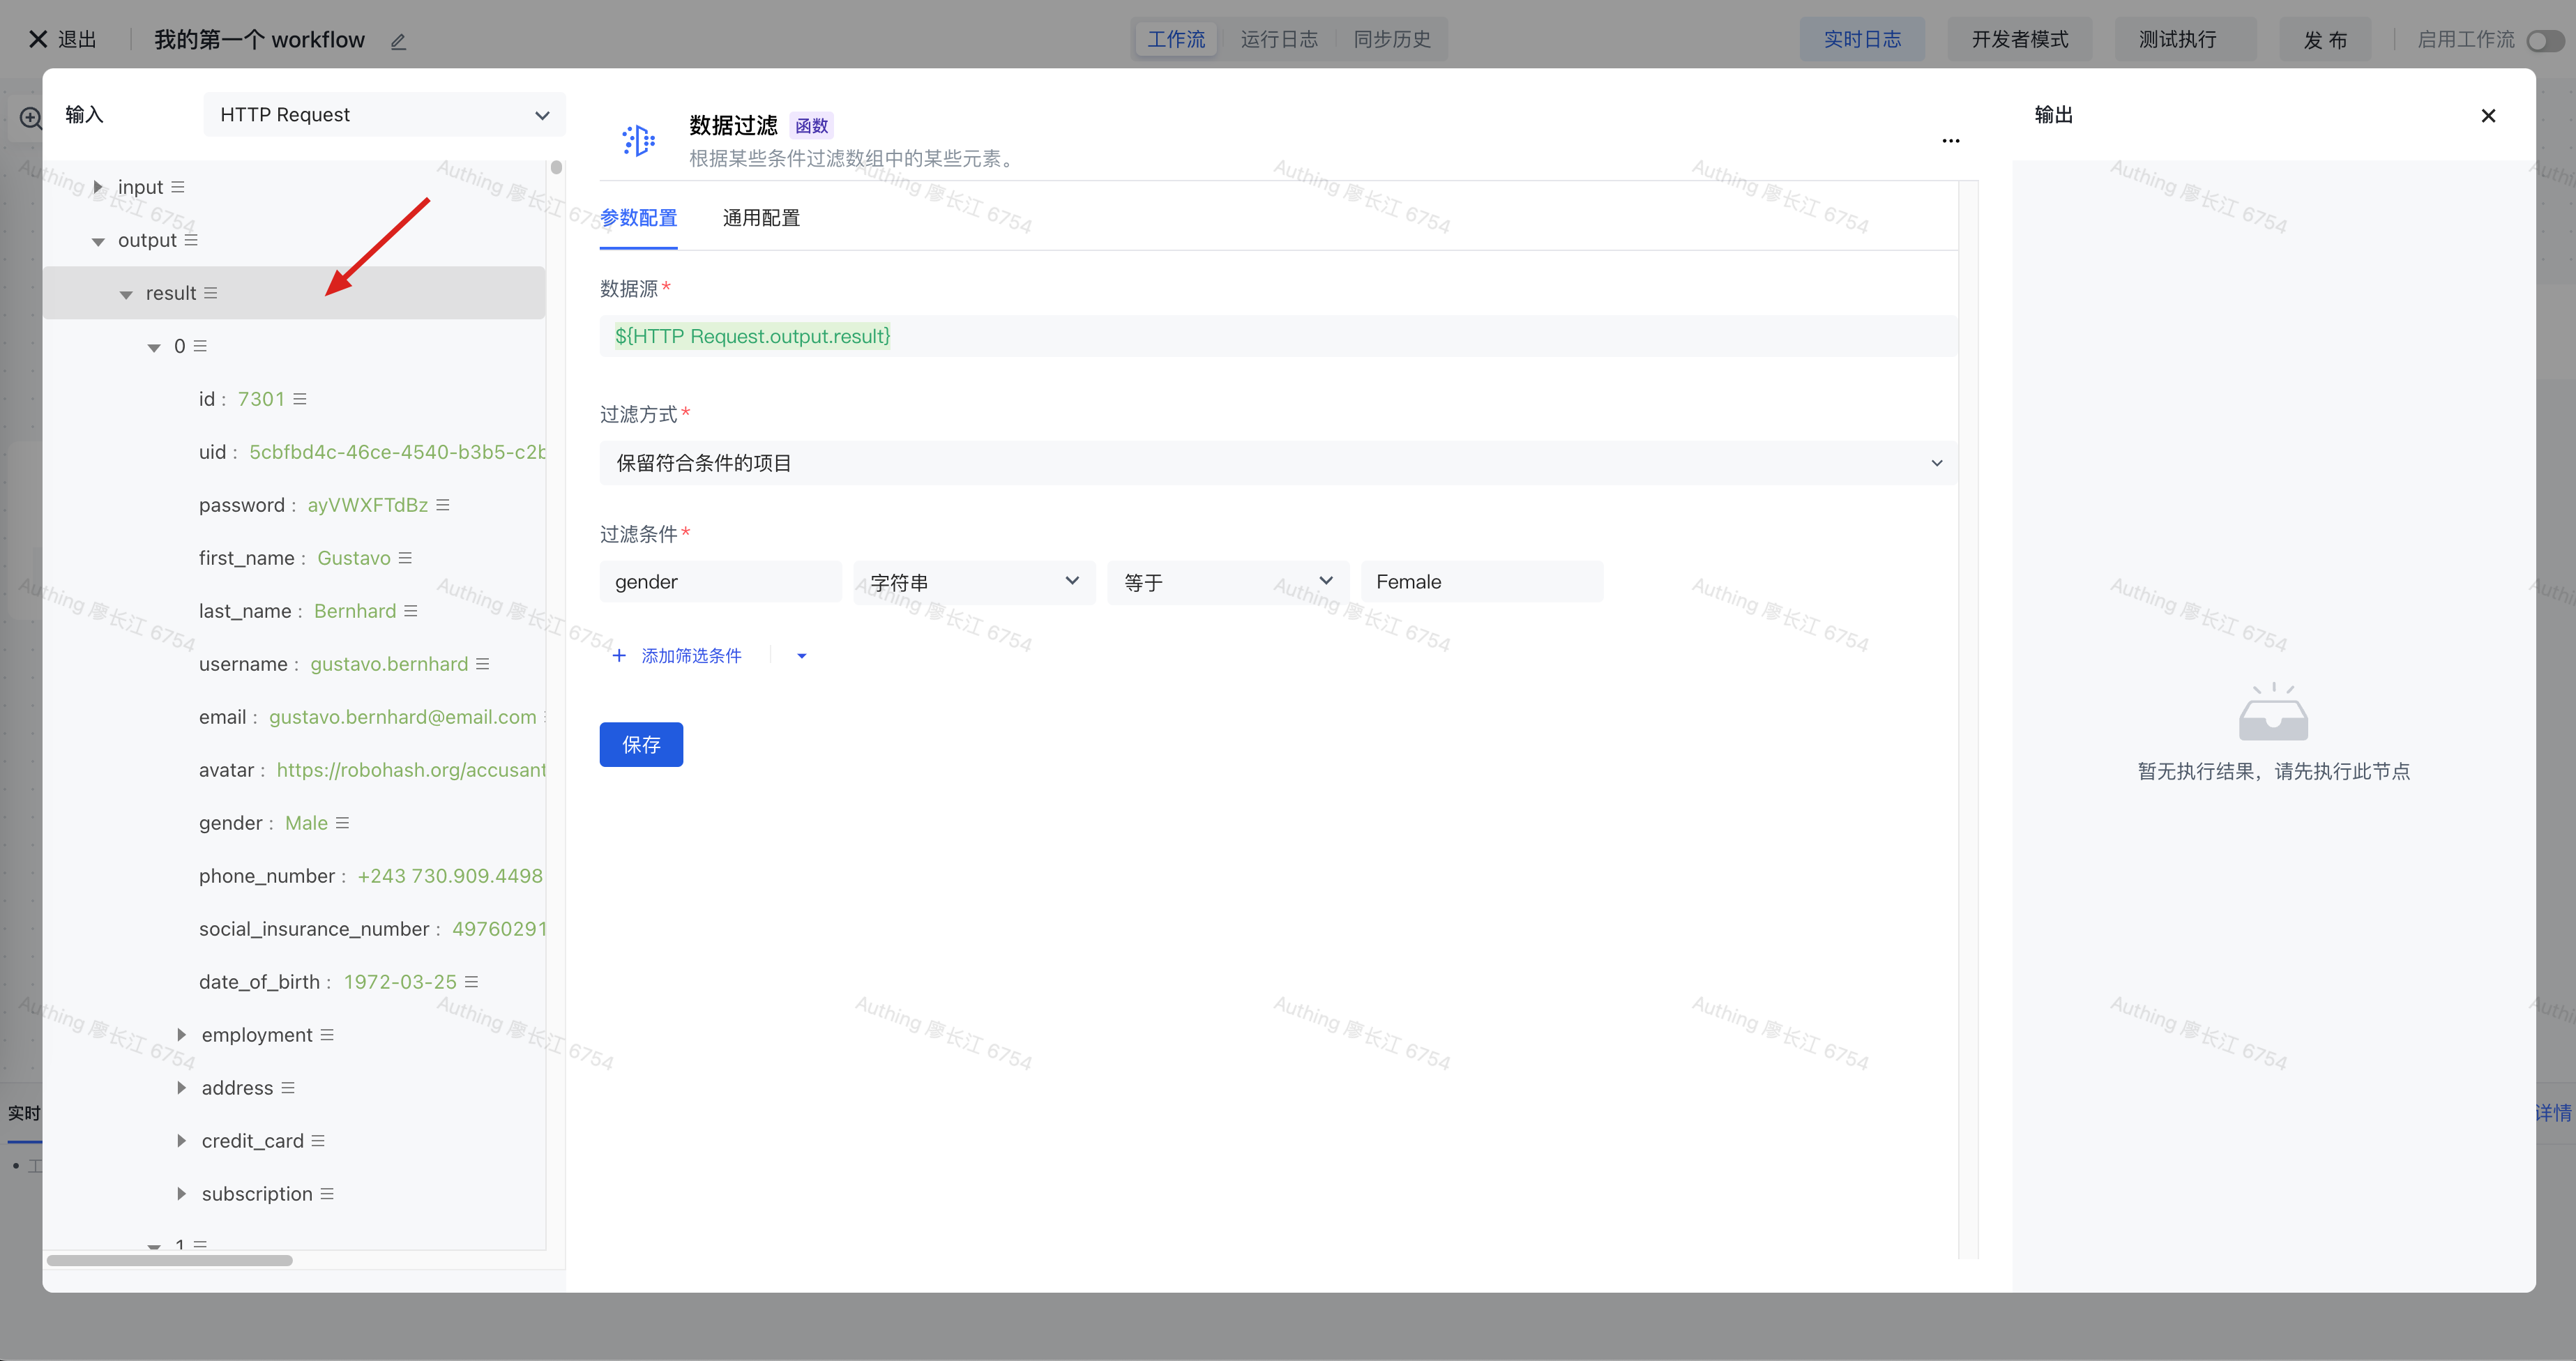 退出
我的第一个 workflow
工作流
运行日志
同步历史
实时日志
开发者模式
测试执行
发 布
启用工作流
输入
HTTP Request
input
output
result
0
id : 7301
uid : 5cbfbd4c-46ce-4540-b3b5-c2b
password : ayVWXFTdBz
first_name : Gustavo
last_name : Bernhard
username : gustavo.bernhard
email : gustavo.bernhard@email.com
avatar : https://robohash.org/accusant
gender : Male
phone_number : +243 730.909.4498
social_insurance_number : 49760291
date_of_birth : 1972-03-25
employment
address
credit_card
subscription
1
数据过滤
函数
根据某些条件过滤数组中的某些元素。
参数配置
通用配置
数据源*
${HTTP Request.output.result}
过滤方式*
保留符合条件的项目
过滤条件*
gender
字符串
等于
Female
+ 添加筛选条件
保存
输出
暂无执行结果，请先执行此节点
实时
详情
Authing 廖长江 6754